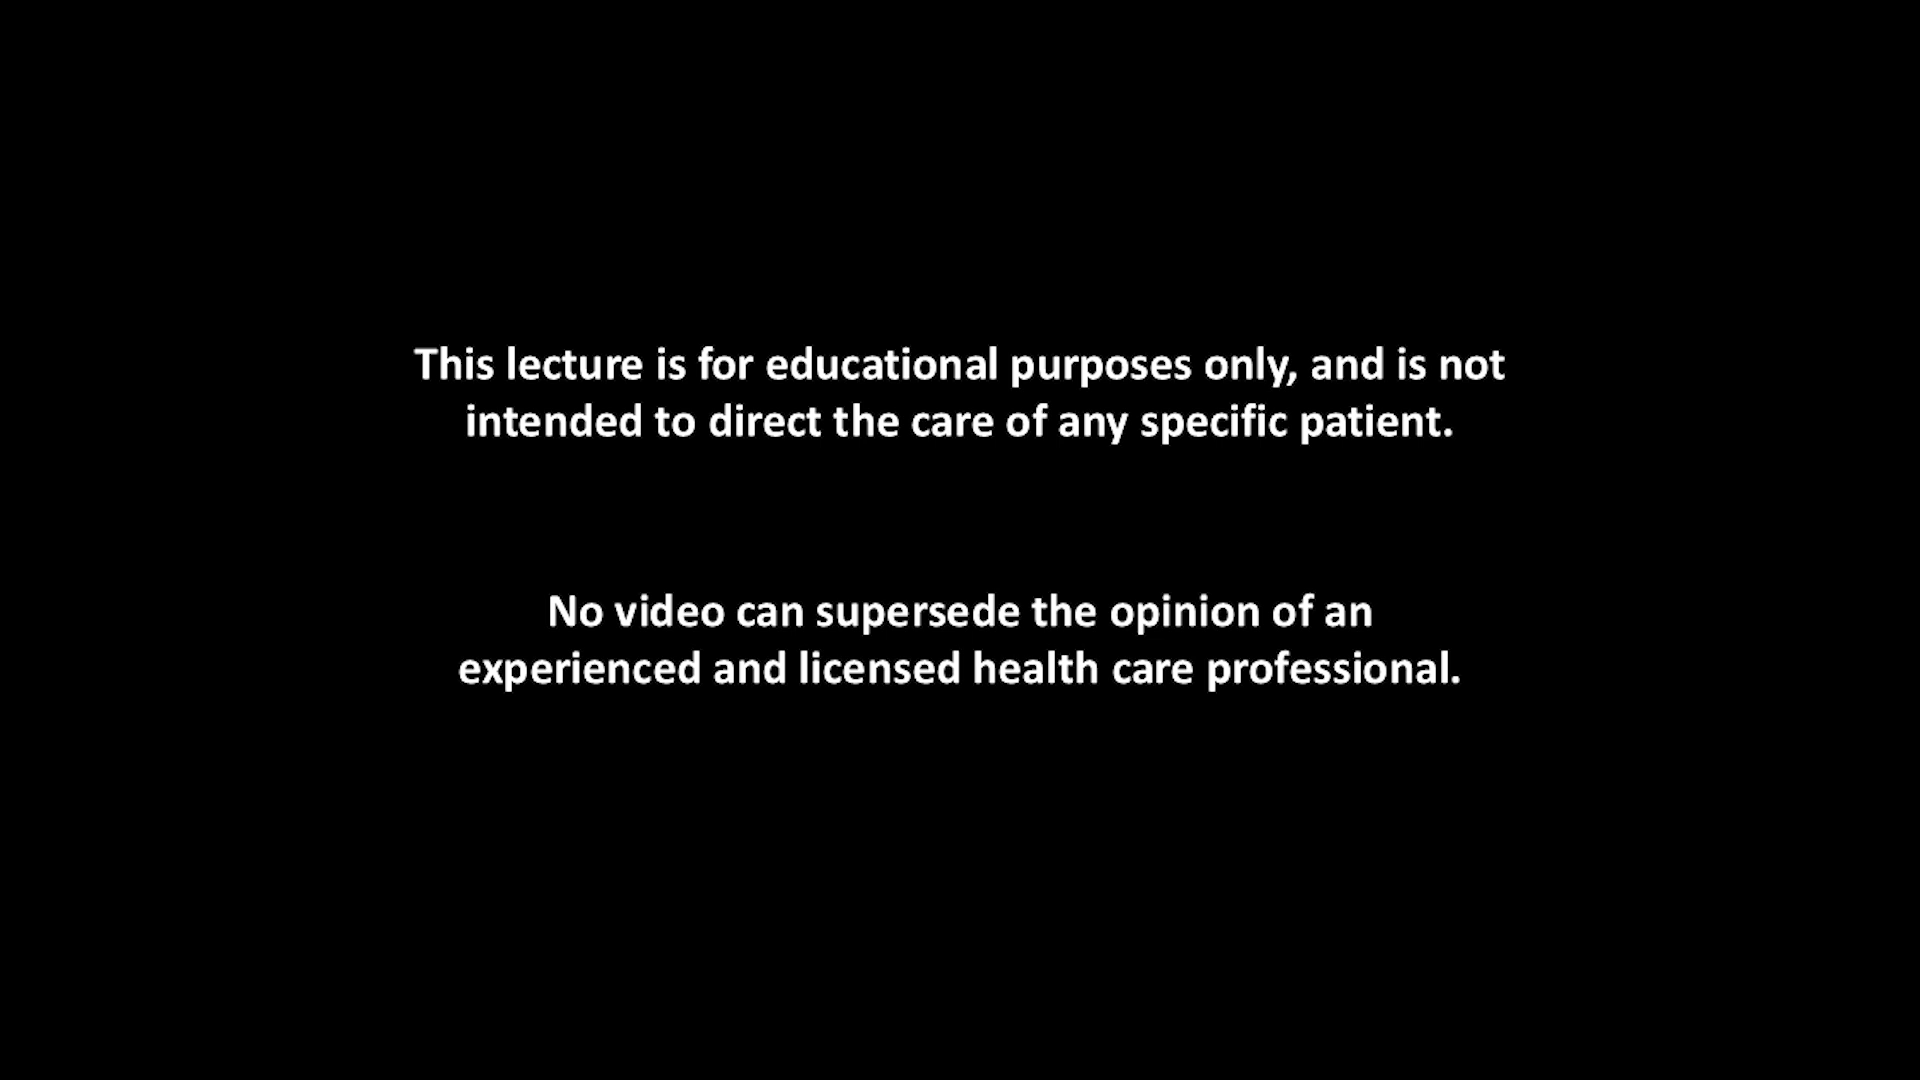 This lecture is for educational purposes only, and is not
intended to direct the care of any specific patient.
No video can supersede the opinion of an
experienced and licensed health care professional.